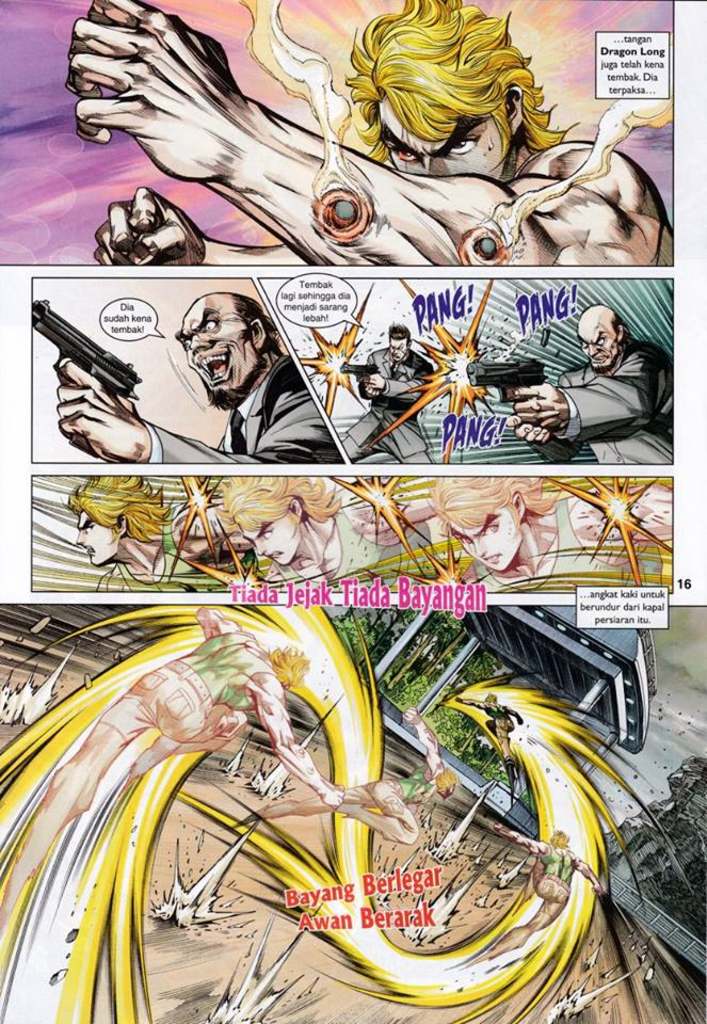 ...tangan
Dragon Long
juga telah kena
tembak. Dia
terpaksa...
Dia
sudah kena
tembak!
Tembak
lagi sehingga dia
menjadi sarang
lebah!
PANG!
PANG!
PANG!
Tiada Jejak Tiada Bayangan
16
...angkat kaki untuk
berundur dari kapal
persiaran itu.
Bayang Berlegar
Awan Berarak